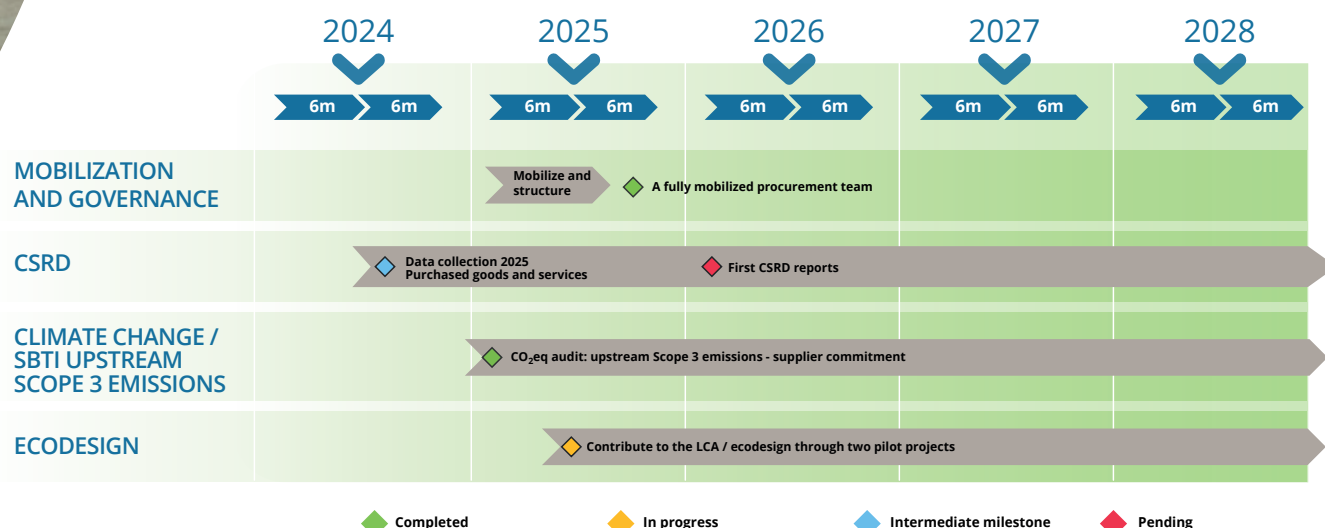 2024
2025
2026
2027
2028
6m 6m 6m 6m 6m 6m 6m 6m 6m 6m
MOBILIZATION
AND GOVERNANCE
Mobilize and
structure
A fully mobilized procurement team
CSRD
Data collection 2025
Purchased goods and services
First CSRD reports
CLIMATE CHANGE /
SBTI UPSTREAM
SCOPE 3 EMISSIONS
CO₂eq audit: upstream Scope 3 emissions - supplier commitment
ECODESIGN
Contribute to the LCA / ecodesign through two pilot projects
Completed
In progress
Intermediate milestone
Pending